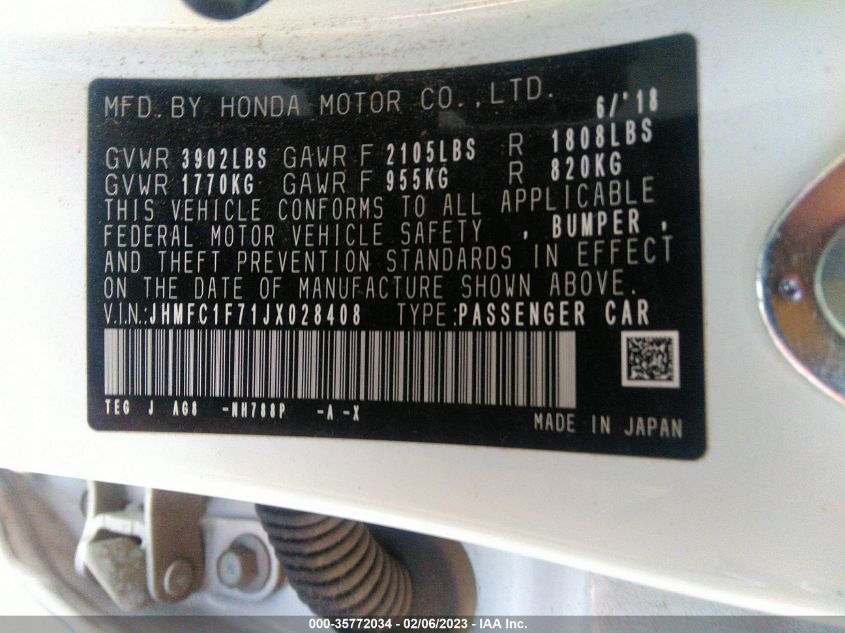 MFD. BY HONDA MOTOR CO., LTD. 6/'18
GVWR 3902LBS GAWR F 2105LBS R 1808LBS
GVWR 1770KG GAWR F 955KG R 820KG
THIS VEHICLE CONFORMS TO ALL APPLICABLE
FEDERAL MOTOR VEHICLE SAFETY , BUMPER ,
AND THEFT PREVENTION STANDARDS IN EFFECT
ON THE DATE OF MANUFACTURE SHOWN ABOVE.
V.I.N.:JHMFC1F71JX028408 TYPE:PASSENGER CAR
TEG J AG8 -NH788P -A -X
MADE IN JAPAN
000-35772034 - 02/06/2023 - IAA Inc.